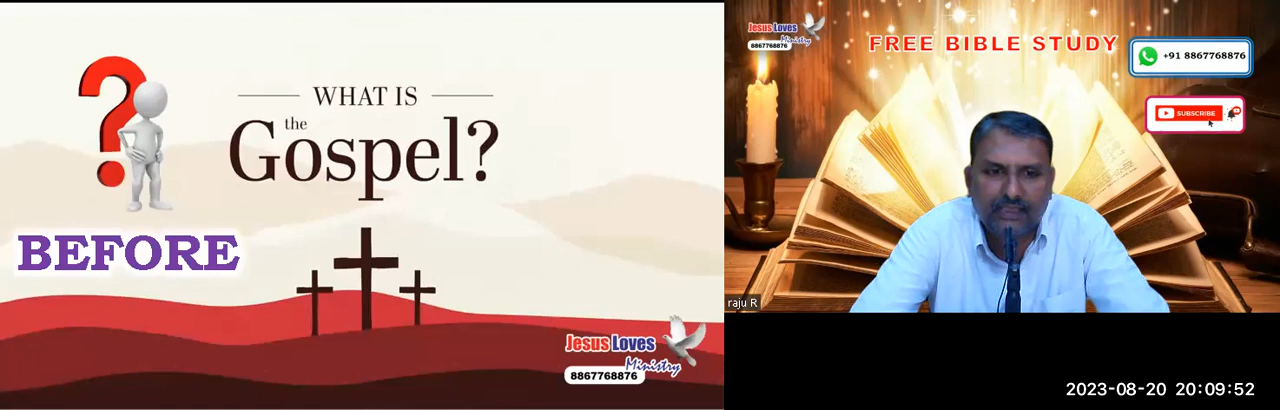 WHAT IS
the
Gospel?
BEFORE
Jesus Loves
Ministry
8867768876
Jesus Loves
Ministry
8867768876
FREE BIBLE STUDY
+91 8867768876
SUBSCRIBE
raju R
2023-08-20 20:09:52